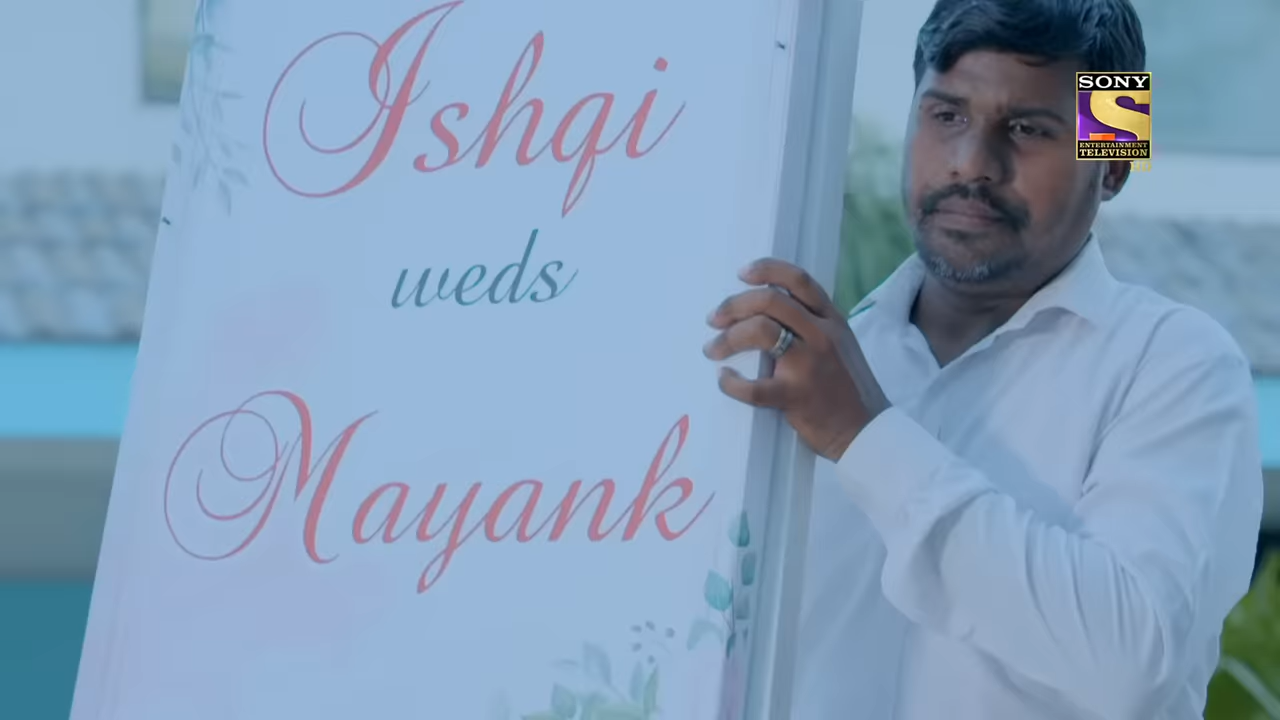 Ishqi
weds
Mayank
SONY
ENTERTAINMENT
TELEVISION